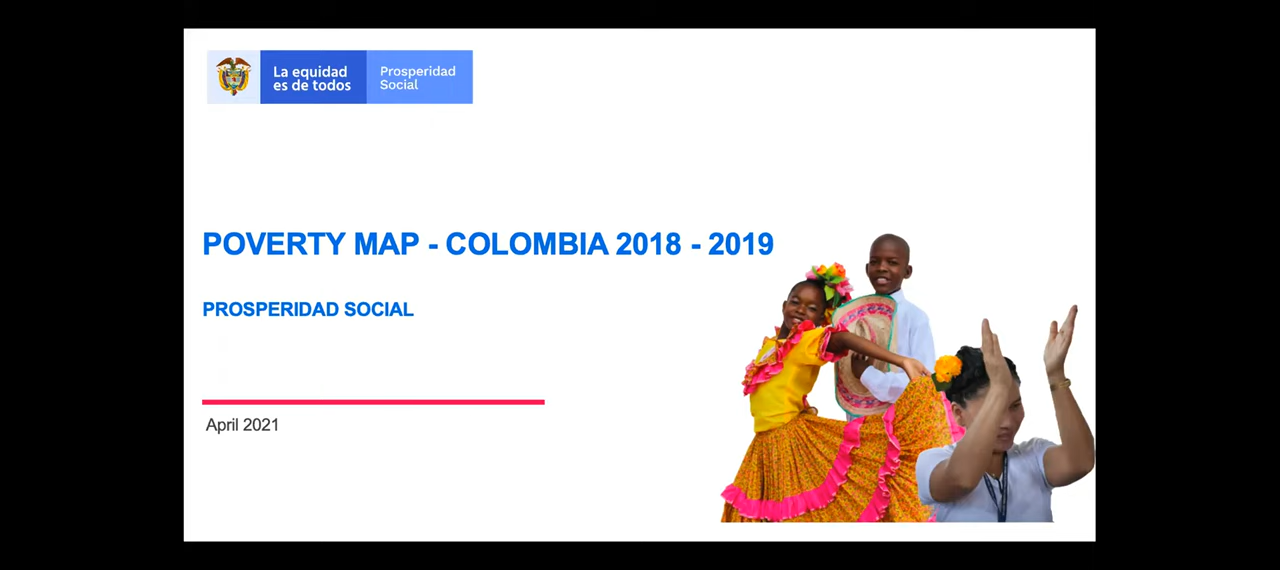 La equidad
es de todos
Prosperidad
Social
POVERTY MAP - COLOMBIA 2018 - 2019
PROSPERIDAD SOCIAL
April 2021